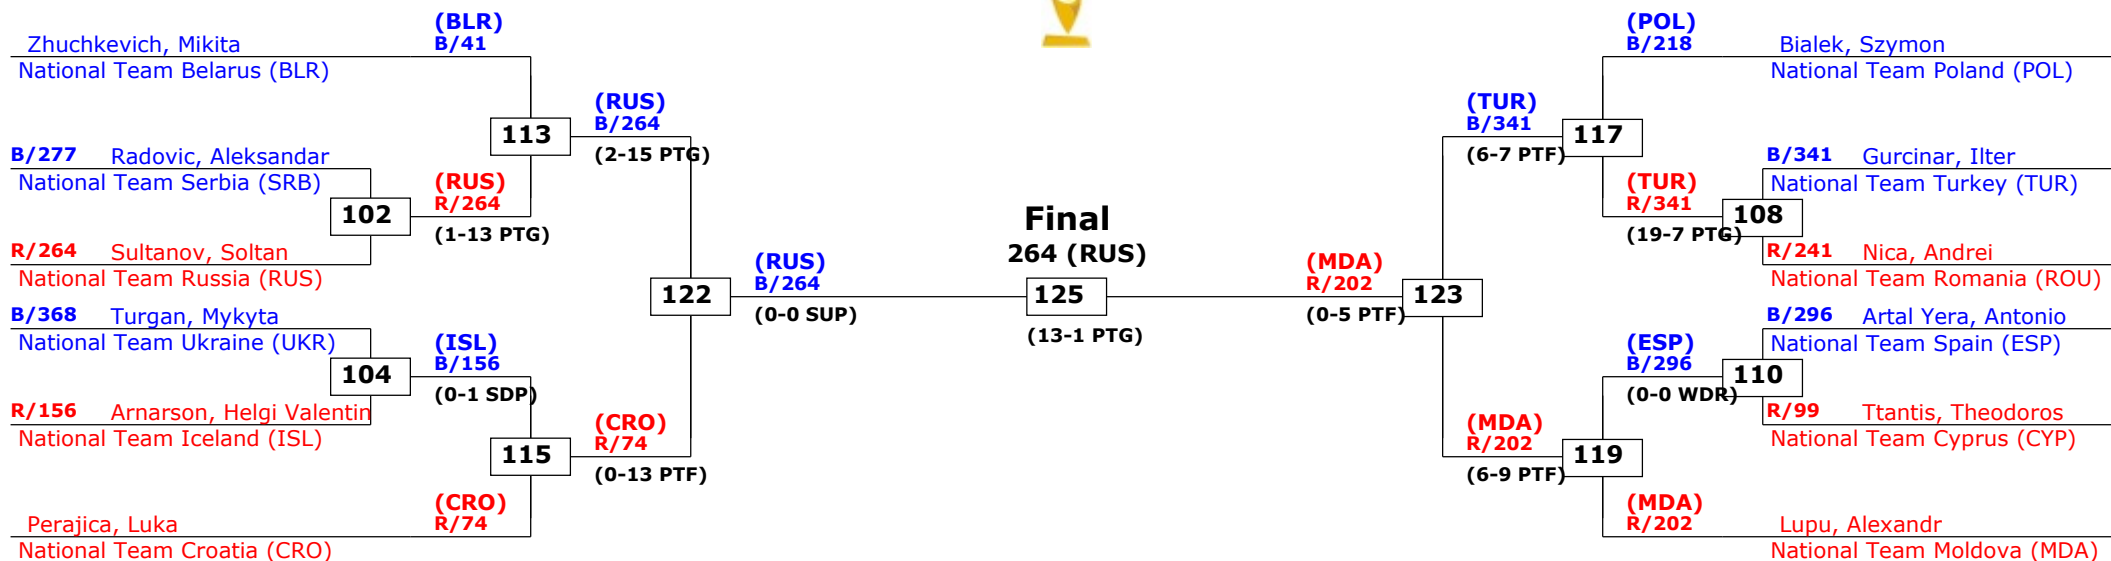 (BLR)
B/41
Zhuchkevich, Mikita
National Team Belarus (BLR)
113
(RUS)
B/264
(2-15 PTG)
B/277 Radovic, Aleksandar
National Team Serbia (SRB)
102
(RUS)
R/264
(1-13 PTG)
R/264 Sultanov, Soltan
National Team Russia (RUS)
122
(RUS)
B/264
(0-0 SUP)
B/368 Turgan, Mykyta
National Team Ukraine (UKR)
104
(ISL)
B/156
(0-1 SDP)
R/156 Arnarson, Helgi Valentin
National Team Iceland (ISL)
115
(CRO)
R/74
(0-13 PTF)
(CRO)
R/74
Perajica, Luka
National Team Croatia (CRO)
Final
264 (RUS)
125
(13-1 PTG)
(MDA)
R/202
(0-5 PTF)
123
(TUR)
B/341
(6-7 PTF)
117
(POL)
B/218
Bialek, Szymon
National Team Poland (POL)
(TUR)
R/341
(19-7 PTG)
108
B/341 Gurcinar, Ilter
National Team Turkey (TUR)
R/241 Nica, Andrei
National Team Romania (ROU)
(MDA)
R/202
(6-9 PTF)
119
(ESP)
B/296
(0-0 WDR)
110
B/296 Artal Yera, Antonio
National Team Spain (ESP)
R/99 Ttantis, Theodoros
National Team Cyprus (CYP)
(MDA)
R/202
Lupu, Alexandr
National Team Moldova (MDA)